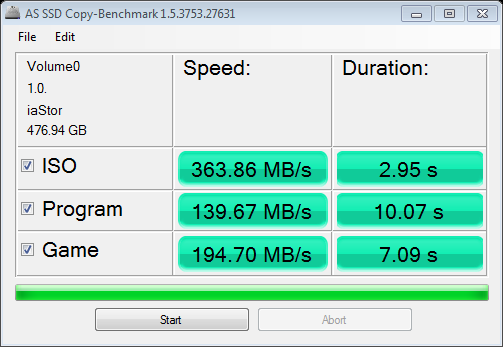 AS SSD Copy-Benchmark 1.5.3753.27631
File Edit
Volume0
1.0.
iaStor
476.94 GB
Speed:
Duration:
ISO 363.86 MB/s 2.95 s
Program 139.67 MB/s 10.07 s
Game 194.70 MB/s 7.09 s
Start Abort